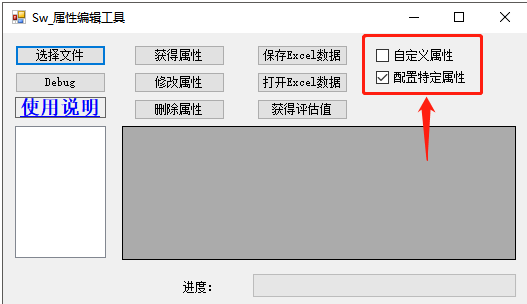 Sw_属性编辑工具
选择文件 获得属性 保存Excel数据 自定义属性
Debug 修改属性 打开Excel数据 配置特定属性
使用说明 删除属性 获得评估值
进度：